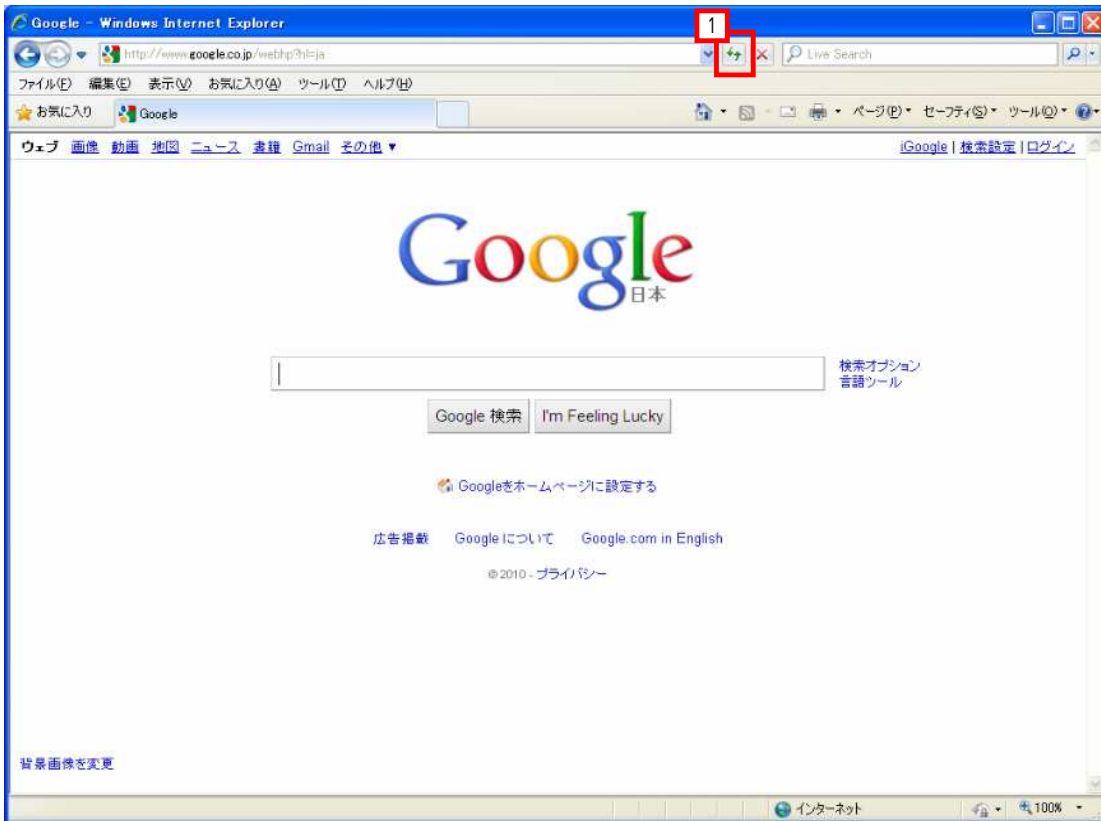 Google - Windows Internet Explorer
1
http://www.google.co.jp/webhp?hl=ja
Live Search
ファイル(F) 編集(E) 表示(V) お気に入り(A) ツール(T) ヘルプ(H)
お気に入り Google ページ(P) セーフティ(S) ツール(O)
ウェブ 画像 動画 地図 ニュース 書籍 Gmail その他 ▼ iGoogle | 検索設定 | ログイン
Google
日本
検索オプション
言語ツール
Google 検索 I'm Feeling Lucky
Googleをホームページに設定する
広告掲載 Google について Google.com in English
© 2010 - プライバシー
背景画像を変更
インターネット 100%